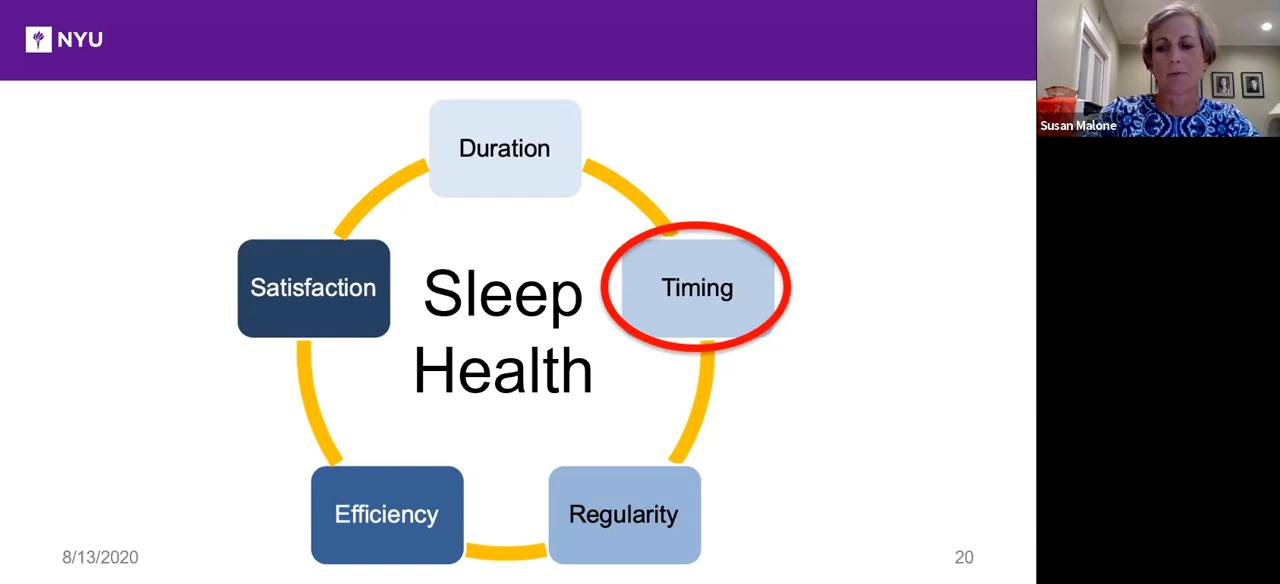 NYU
Susan Malone
Duration
Satisfaction
Sleep
Health
Timing
Efficiency
Regularity
8/13/2020
20